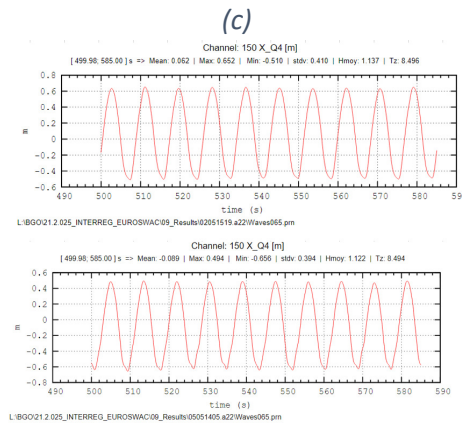 (c)
Channel: 150 X_Q4 [m]
[ 499.98; 585.00 ] s => Mean: 0.062 | Max: 0.652 | Min: -0.510 | stdv: 0.410 | Hmoy: 1.137 | Tz: 8.496
0.8
0.6
0.4
0.2
0
-0.2
-0.4
-0.6
m
490 500 510 520 530 540 550 560 570 580 59
time (s)
L:\BGO\21.2.025_INTERREG_EUROSWAC\09_Results\02051519.a22\Waves065.prn
Channel: 150 X_Q4 [m]
[ 499.98; 585.00 ] s => Mean: -0.089 | Max: 0.494 | Min: -0.656 | stdv: 0.394 | Hmoy: 1.122 | Tz: 8.494
0.6
0.4
0.2
0
-0.2
-0.4
-0.6
-0.8
m
490 500 510 520 530 540 550 560 570 580 590
time (s)
L:\BGO\21.2.025_INTERREG_EUROSWAC\09_Results\05051405.a22\Waves065.prn